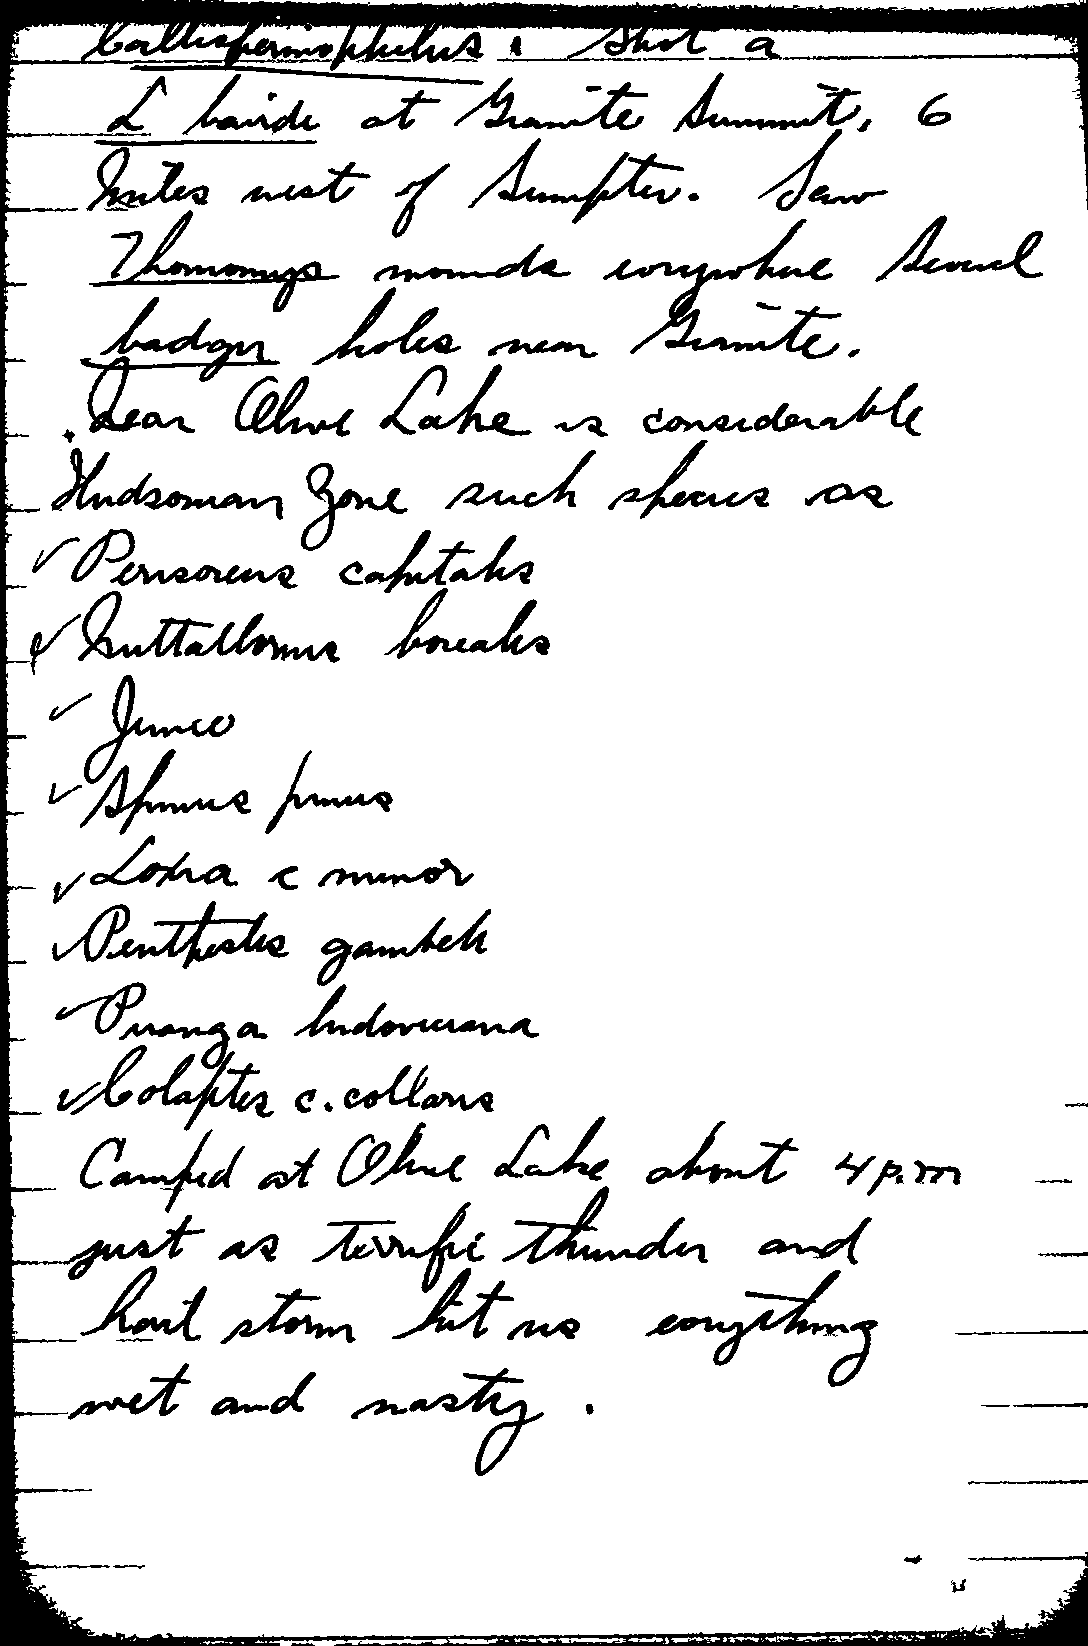 Callospermophilus. Shot a
L bairdi at Granite Summit, 6
Miles west of Sumpter. Saw
Thomomys mounds everywhere Several
badger holes near Granite.
Near Olive Lake is considerable
Hudsonian Zone such species as
✓ Perisoreus capitalis
✓ Nuttallornis borealis
✓ Junco
✓ Spinus pinus
✓ Loxia c minor
✓ Penthestes gambeli
✓ Piranga ludoviciana
✓ Colaptes c. collaris
Camped at Olive Lake about 4 p.m
just as terrific thunder and
hail storm hit us everything
wet and nasty.